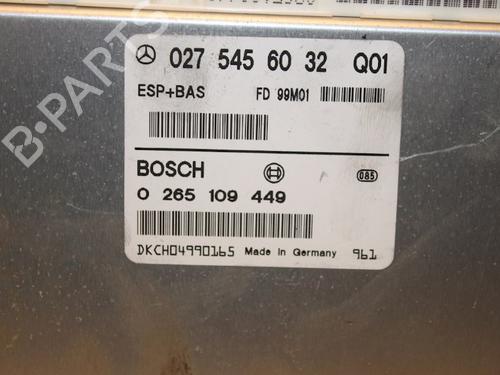 027 545 60 32 Q01
ESP+BAS FD 99M01
BOSCH
0 265 109 449
085
DKCH04990165 Made in Germany 961
B-PARTS